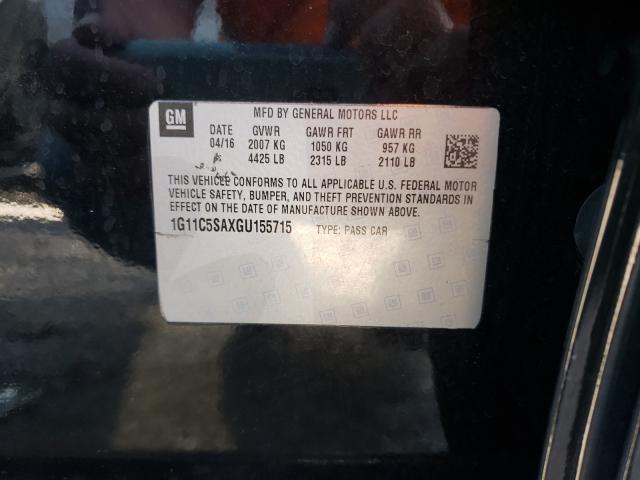 GM
MFD BY GENERAL MOTORS LLC
DATE GVWR GAWR FRT GAWR RR
04/16 2007 KG 1050 KG 957 KG
4425 LB 2315 LB 2110 LB
THIS VEHICLE CONFORMS TO ALL APPLICABLE U.S. FEDERAL MOTOR
VEHICLE SAFETY, BUMPER, AND THEFT PREVENTION STANDARDS IN
EFFECT ON THE DATE OF MANUFACTURE SHOWN ABOVE.
1G11C5SAXGU155715 TYPE: PASS CAR